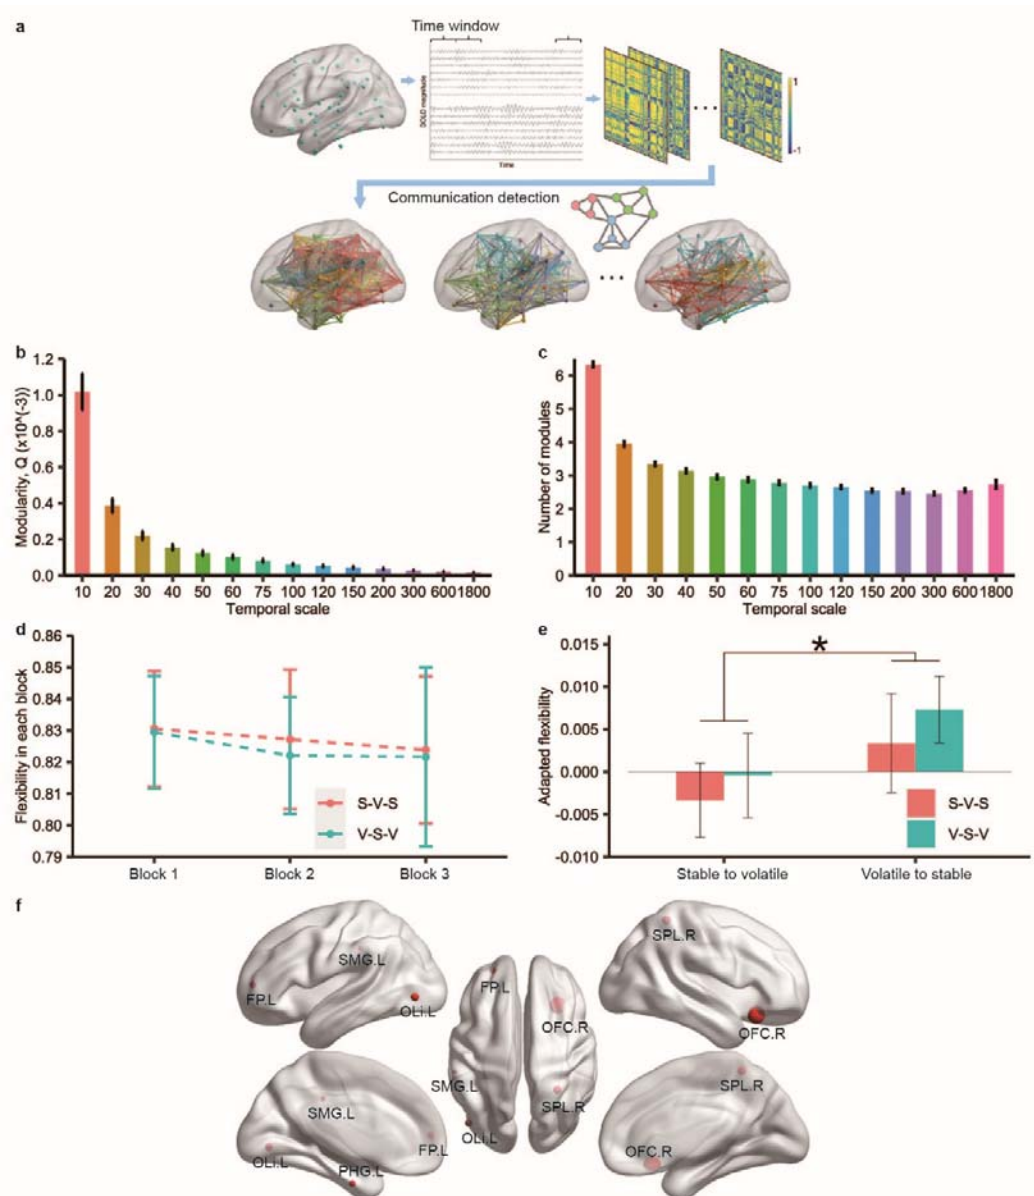 a
Time window
BOLD magnitude
Time
1
-1
Communication detection
b
Modularity, Q (x10^(-3))
1.2
1.0
0.8
0.6
0.4
0.2
0.0
10 20 30 40 50 60 75 100 120 150 200 300 600 1800
Temporal scale
c
Number of modules
6
5
4
3
2
1
0
10 20 30 40 50 60 75 100 120 150 200 300 600 1800
Temporal scale
d
Flexibility in each block
0.86
0.85
0.84
0.83
0.82
0.81
0.80
0.79
S-V-S
V-S-V
Block 1 Block 2 Block 3
e
Adapted flexibility
0.015
0.010
0.005
0.000
-0.005
-0.010
*
S-V-S
V-S-V
Stable to volatile Volatile to stable
f
SMG.L
FP.L
OLi.L
FP.L
OFC.R
SMG.L
SPL.R
OLi.L
SPL.R
OFC.R
SMG.L
OLi.L
PHG.L
FP.L
SPL.R
OFC.R